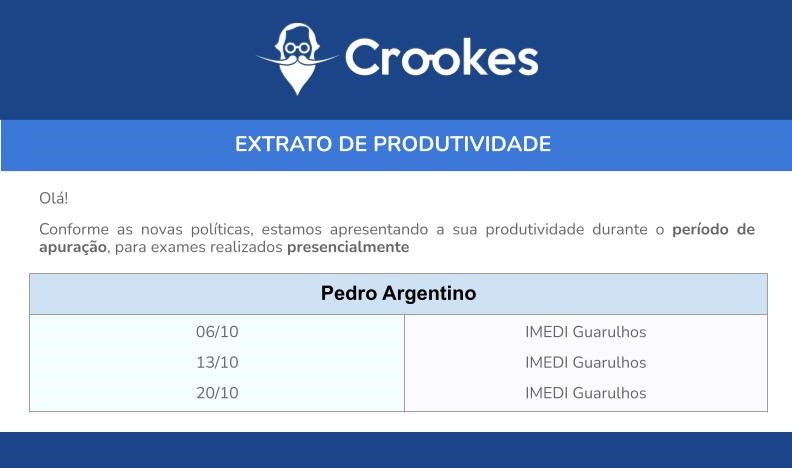 Crookes
EXTRATO DE PRODUTIVIDADE
Olá!
Conforme as novas políticas, estamos apresentando a sua produtividade durante o período de
apuração, para exames realizados presencialmente
Pedro Argentino
06/10 IMEDI Guarulhos
13/10 IMEDI Guarulhos
20/10 IMEDI Guarulhos